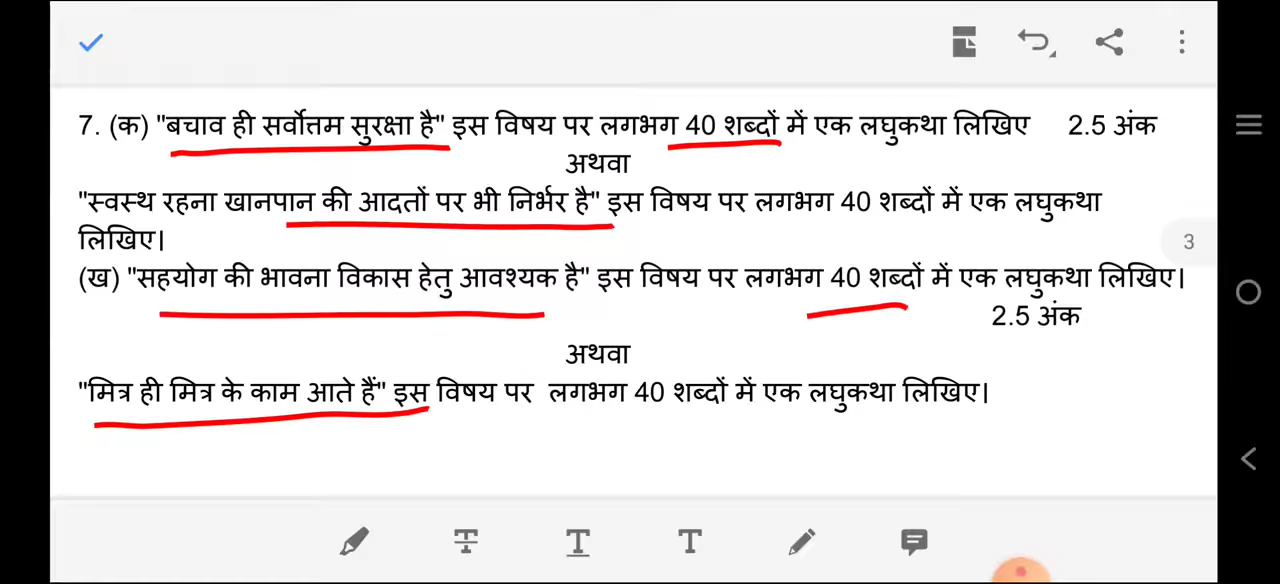 7. (क) "बचाव ही सर्वोत्तम सुरक्षा है" इस विषय पर लगभग 40 शब्दों में एक लघुकथा लिखिए 2.5 अंक
अथवा
"स्वस्थ रहना खानपान की आदतों पर भी निर्भर है" इस विषय पर लगभग 40 शब्दों में एक लघुकथा
लिखिए।
3
(ख) "सहयोग की भावना विकास हेतु आवश्यक है" इस विषय पर लगभग 40 शब्दों में एक लघुकथा लिखिए।
2.5 अंक
अथवा
"मित्र ही मित्र के काम आते हैं" इस विषय पर लगभग 40 शब्दों में एक लघुकथा लिखिए।
T T T